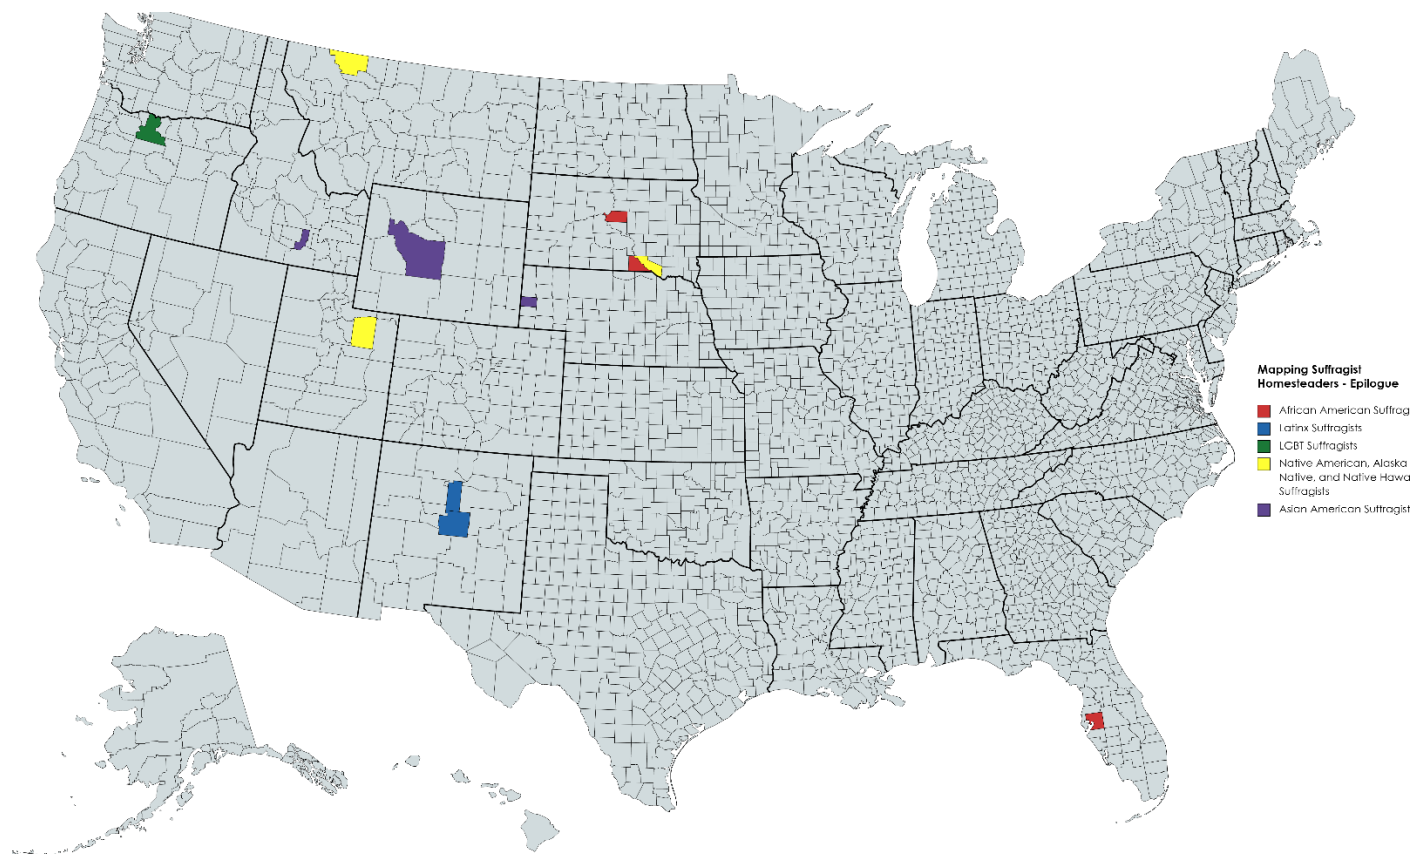 Mapping Suffragist
Homesteaders - Epilogue
African American Suffrag
Latinx Suffragists
LGBT Suffragists
Native American, Alaska
Native, and Native Hawa
Suffragists
Asian American Suffragist